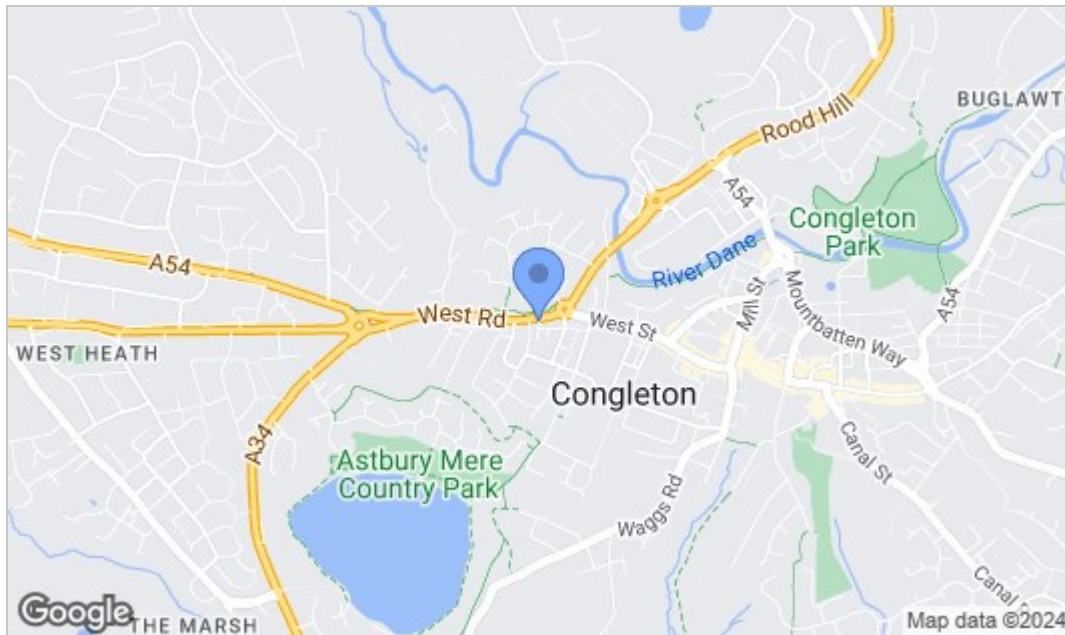 BUGLAWTO
Rood Hill
A54
Congleton
Park
River Dane
A54
Mill St
Mountbatten Way
A54
West Rd
West St
WEST HEATH
Congleton
A34
Astbury Mere
Country Park
Canal St
Waggs Rd
Canal
Google
THE MARSH
Map data ©2024